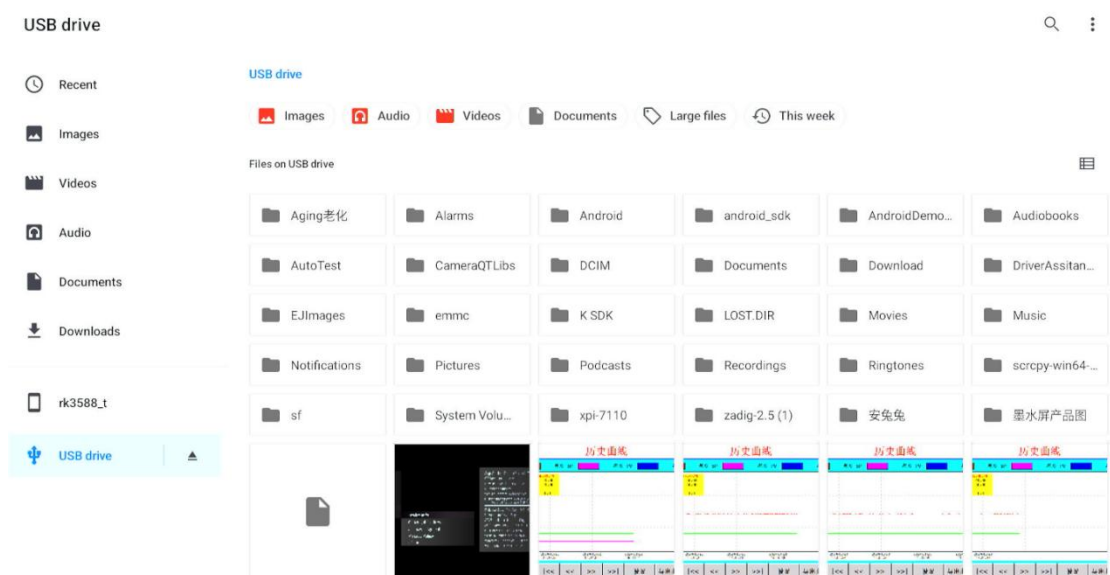 USB drive
Recent
Images
Videos
Audio
Documents
Downloads
rk3588_t
USB drive
USB drive
Images Audio Videos Documents Large files This week
Files on USB drive
Aging老化 Alarms Android android_sdk AndroidDemo... Audiobooks
AutoTest CameraQTLibs DCIM Documents Download DriverAssitan...
EJImages emmc K SDK LOST.DIR Movies Music
Notifications Pictures Podcasts Recordings Ringtones scrcpy-win64-...
sf System Volu... xpi-7110 zadig-2.5 (1) 安兔兔 墨水屏产品图
历史曲线 历史曲线 历史曲线 历史曲线
|<< << >> >>| |<< << >> >>| |<< << >> >>| |<< << >> >>|